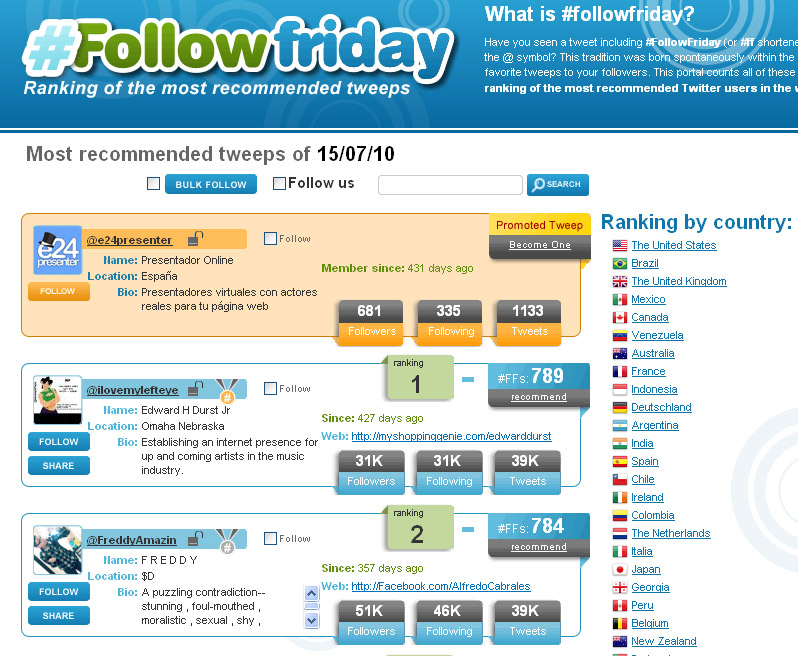 #Followfriday
Ranking of the most recommended tweeps
What is #followfriday?
Have you seen a tweet including #FollowFriday (or #ff shortene
the @ symbol? This tradition was born spontaneously within the
favorite tweeps to your followers. This portal counts all of these
ranking of the most recommended Twitter users in the w
Most recommended tweeps of 15/07/10
BULK FOLLOW
Follow us
SEARCH
e24
presenter
@e24presenter
Follow
Promoted Tweep
Become One
FOLLOW
Name: Presentador Online
Location: España
Bio: Presentadores virtuales con actores
reales para tu página web
Member since: 431 days ago
681
Followers
335
Following
1133
Tweets
@ilovemylefteye
#
Follow
ranking
1
#FFs: 789
recommend
FOLLOW
SHARE
Name: Edward H Durst Jr
Location: Omaha Nebraska
Bio: Establishing an internet presence for
up and coming artists in the music
industry.
Since: 427 days ago
Web: http://myshoppinggenie.com/edwarddurst
31K
Followers
31K
Following
39K
Tweets
@FreddyAmazin
#
Follow
ranking
2
#FFs: 784
recommend
FOLLOW
SHARE
Name: F R E D D Y
Location: $D
Bio: A puzzling contradiction--
stunning , foul-mouthed ,
moralistic , sexual , shy ,
Since: 357 days ago
Web: http://Facebook.com/AlfredoCabrales
51K
Followers
46K
Following
39K
Tweets
Ranking by country:
The United States
Brazil
The United Kingdom
Mexico
Canada
Venezuela
Australia
France
Indonesia
Deutschland
Argentina
India
Spain
Chile
Ireland
Colombia
The Netherlands
Italia
Japan
Georgia
Peru
Belgium
New Zealand